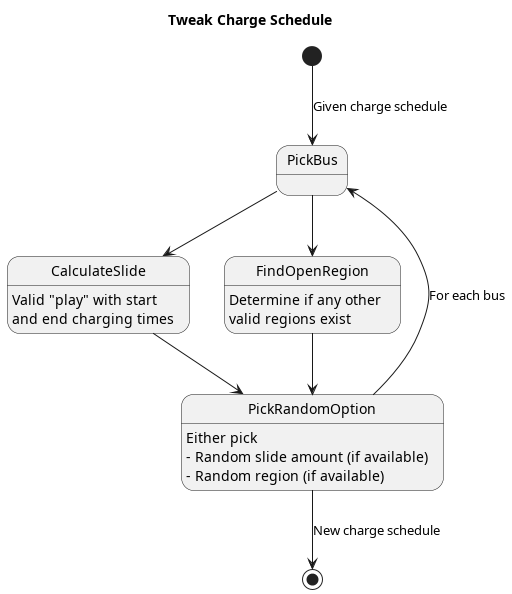 Tweak Charge Schedule
Given charge schedule
PickBus
CalculateSlide
Valid "play" with start
and end charging times
FindOpenRegion
Determine if any other
valid regions exist
For each bus
PickRandomOption
Either pick
- Random slide amount (if available)
- Random region (if available)
New charge schedule